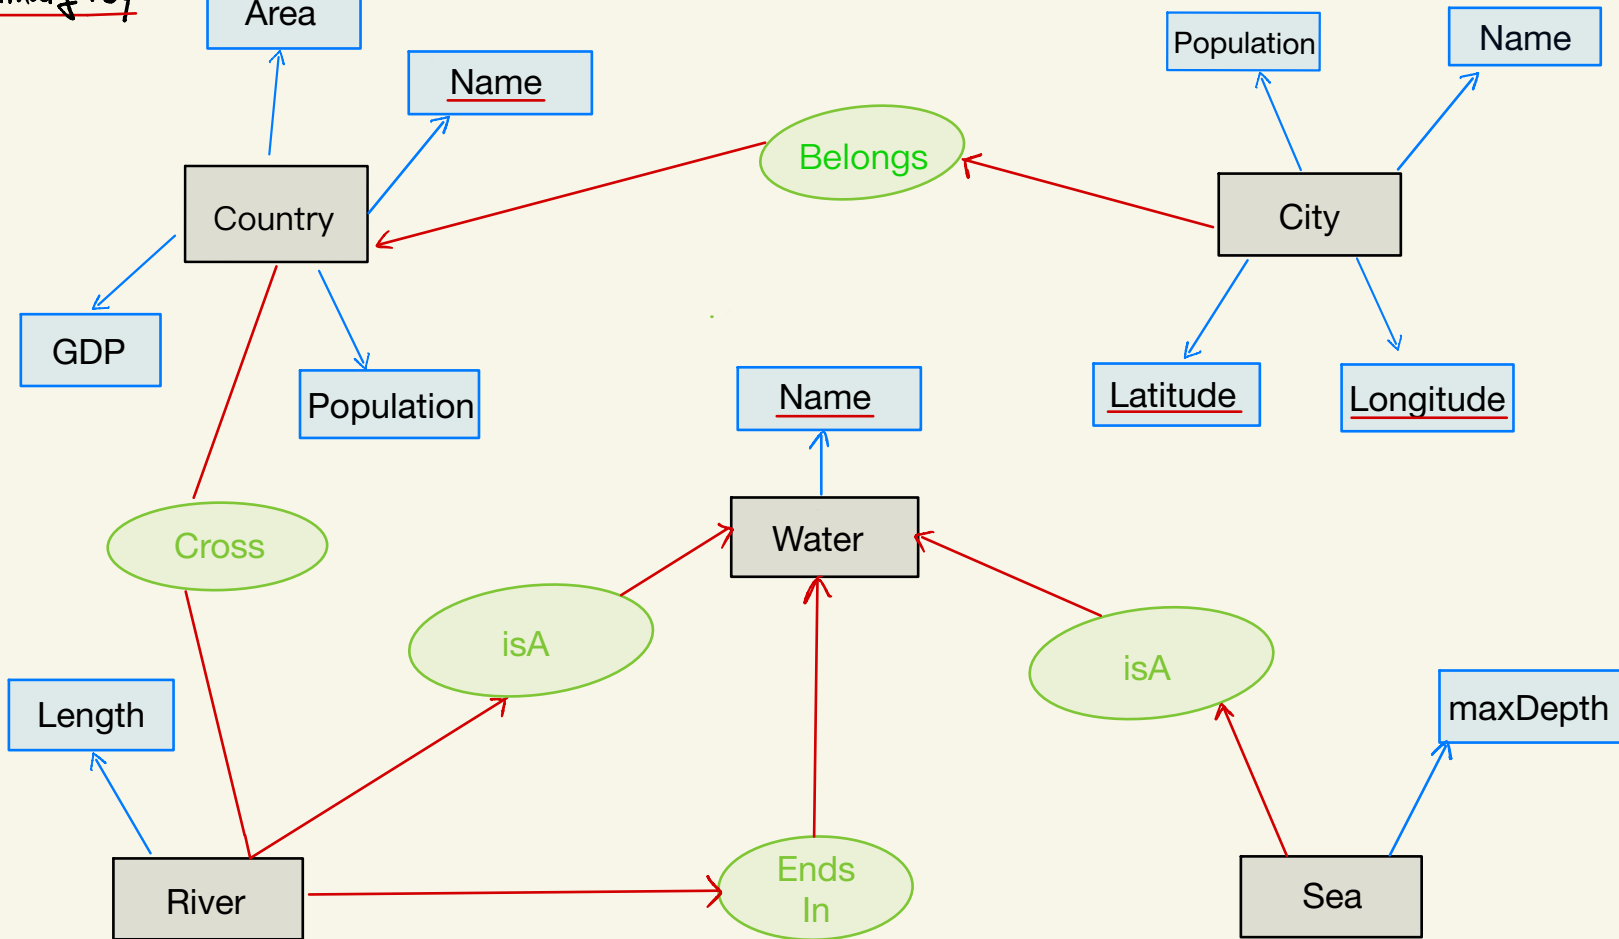 Area
Name
Population
Name
Belongs
Country
City
GDP
Population
Name
Latitude
Longitude
Cross
Water
isA
isA
Length
maxDepth
River
Ends
In
Sea